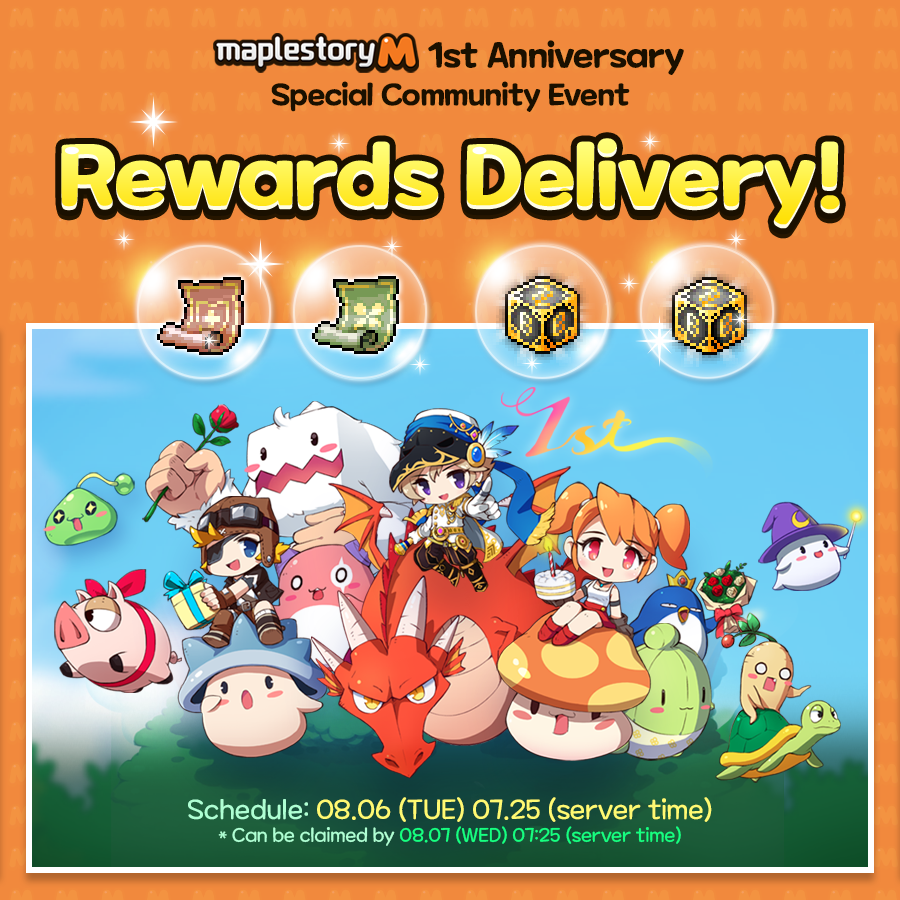 maplestory M 1st Anniversary
Special Community Event
Rewards Delivery!
1st
Schedule: 08.06 (TUE) 07.25 (server time)
* Can be claimed by 08.07 (WED) 07:25 (server time)